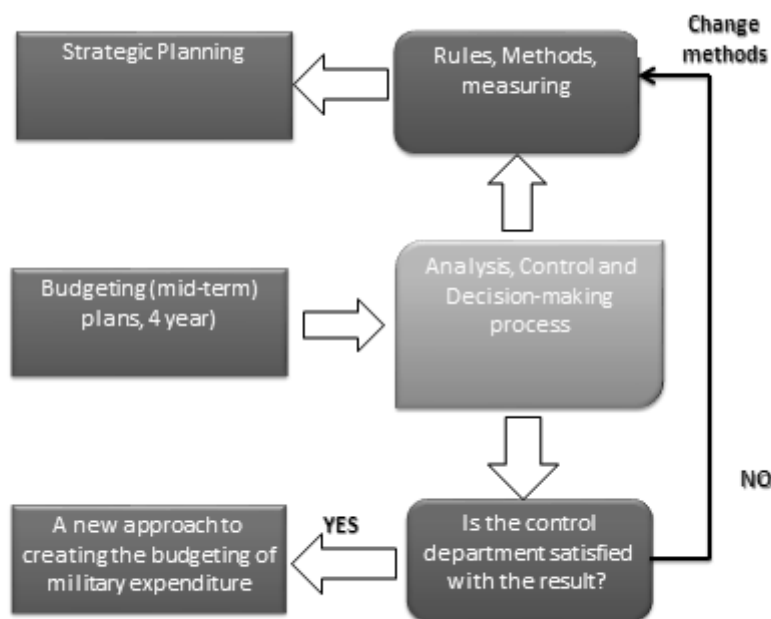 Strategic Planning
Rules, Methods,
measuring
Change
methods
Budgeting (mid-term)
plans, 4 year)
Analysis, Control and
Decision-making
process
NO
A new approach to
creating the budgeting of
military expenditure
YES
Is the control
department satisfied
with the result?